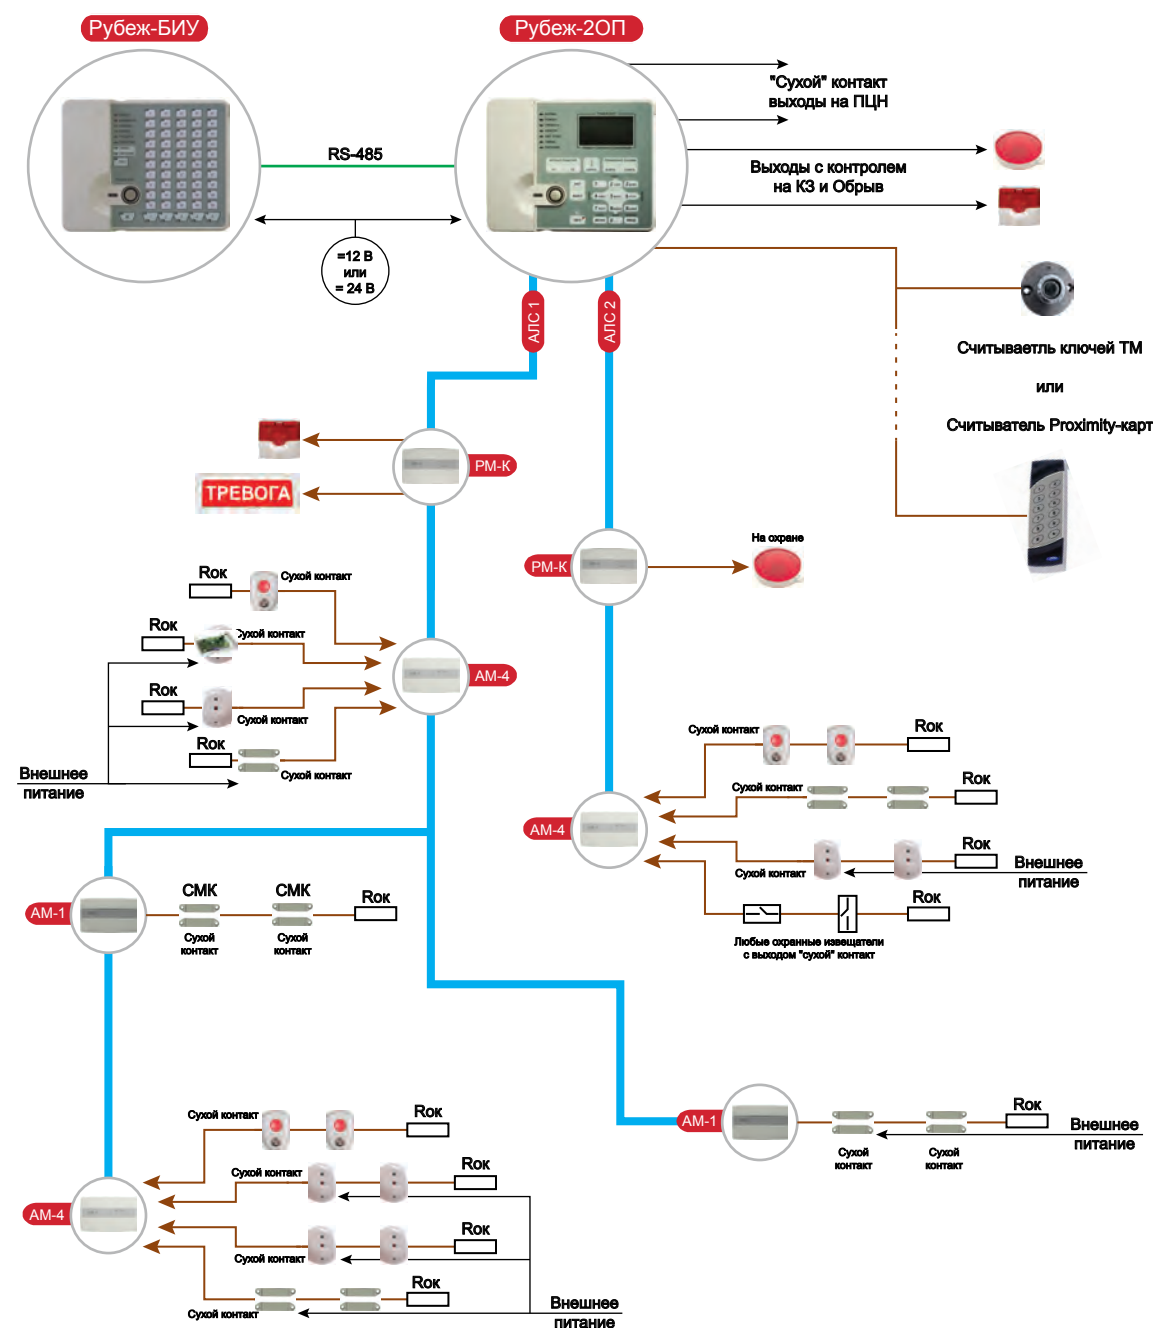 Рубеж-БИУ
Рубеж-2ОП
"Сухой" контакт
выходы на ПЦН
RS-485
Выходы с контролем
на КЗ и Обрыв
=12 В
или
= 24 В
АЛС 1
АЛС 2
Считываетль ключей ТМ
или
Считыватель Proximity-карт
РМ-К
ТРЕВОГА
На охране
РМ-К
Rок
Сухой контакт
Rок
Сухой контакт
АМ-4
Rок
Сухой контакт
Rок
Сухой контакт
Внешнее
питание
Сухой контакт
Rок
Сухой контакт
Rок
АМ-4
Сухой контакт
Rок
Внешнее
питание
Rок
Любые охранные извещатели
с выходом "сухой" контакт
АМ-1
СМК
СМК
Rок
Сухой
контакт
Сухой
контакт
АМ-1
Rок
Внешнее
питание
Сухой
контакт
Сухой
контакт
Сухой контакт
Rок
Сухой контакт
Rок
АМ-4
Rок
Сухой контакт
Rок
Сухой контакт
Внешнее
питание